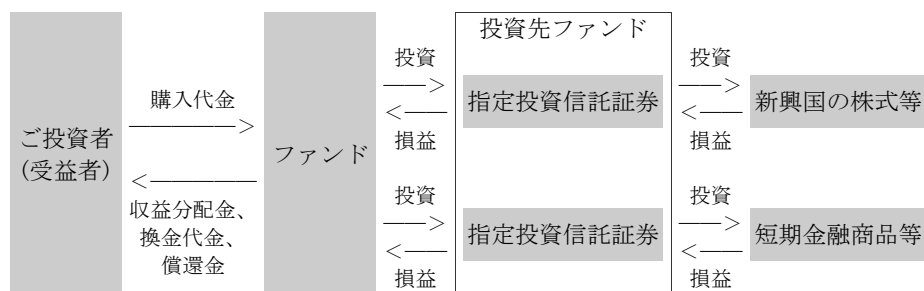 ご投資者
(受益者)
購入代金
————>
<————
収益分配金、
換金代金、
償還金
ファンド
投資
——>
<——
損益
投資
——>
<——
損益
投資先ファンド
指定投資信託証券
指定投資信託証券
投資
——>
<——
損益
投資
——>
<——
損益
新興国の株式等
短期金融商品等